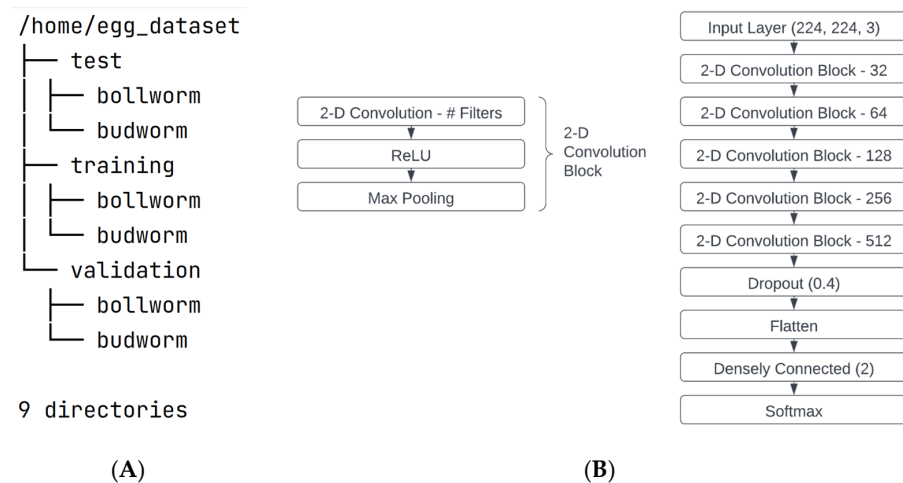 /home/egg_dataset
├── test
│   ├── bollworm
│   └── budworm
├── training
│   ├── bollworm
│   └── budworm
└── validation
    ├── bollworm
    └── budworm
9 directories
(A)
2-D Convolution - # Filters
ReLU
Max Pooling
2-D
Convolution
Block
Input Layer (224, 224, 3)
2-D Convolution Block - 32
2-D Convolution Block - 64
2-D Convolution Block - 128
2-D Convolution Block - 256
2-D Convolution Block - 512
Dropout (0.4)
Flatten
Densely Connected (2)
Softmax
(B)